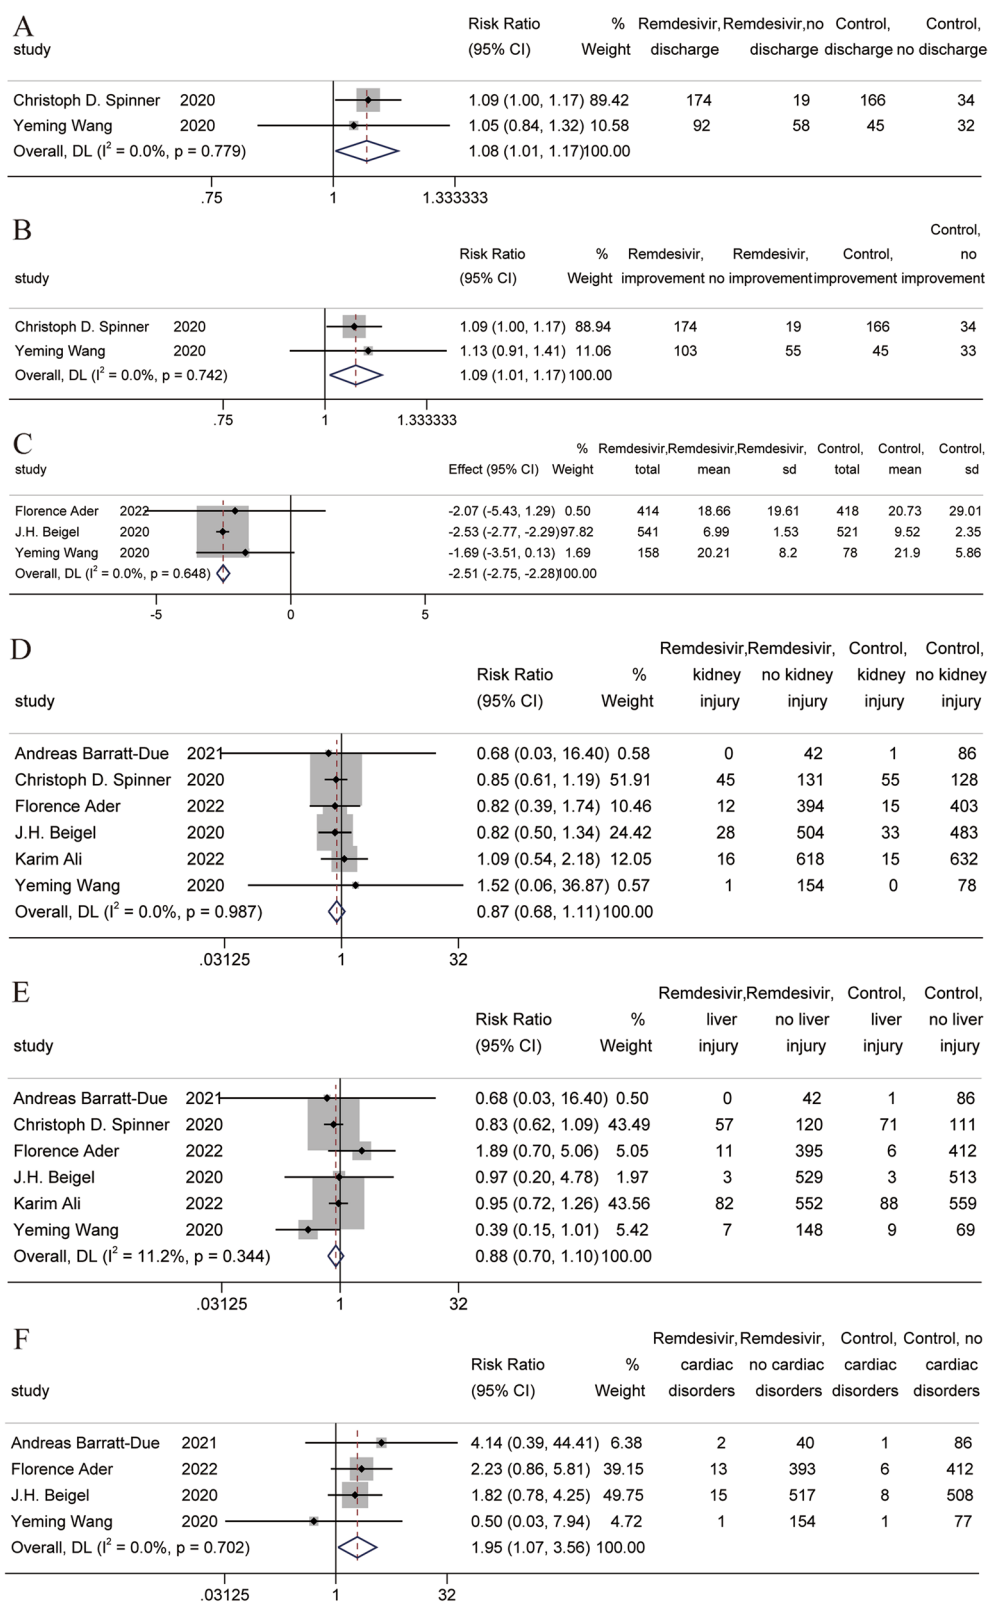 A
Risk Ratio % Remdesivir, Remdesivir,no Control, Control,
study (95% CI) Weight discharge discharge discharge no discharge
Christoph D. Spinner 2020 1.09 (1.00, 1.17) 89.42 174 19 166 34
Yeming Wang 2020 1.05 (0.84, 1.32) 10.58 92 58 45 32
Overall, DL (I² = 0.0%, p = 0.779) 1.08 (1.01, 1.17)100.00
.75 1 1.333333
B
Control,
Risk Ratio % Remdesivir, Remdesivir, Control, no
study (95% CI) Weight improvement no improvement improvement improvement
Christoph D. Spinner 2020 1.09 (1.00, 1.17) 88.94 174 19 166 34
Yeming Wang 2020 1.13 (0.91, 1.41) 11.06 103 55 45 33
Overall, DL (I² = 0.0%, p = 0.742) 1.09 (1.01, 1.17) 100.00
.75 1 1.333333
C
% Remdesivir, Remdesivir, Remdesivir, Control, Control, Control,
study Effect (95% CI) Weight total mean sd total mean sd
Florence Ader 2022 -2.07 (-5.43, 1.29) 0.50 414 18.66 19.61 418 20.73 29.01
J.H. Beigel 2020 -2.53 (-2.77, -2.29) 97.82 541 6.99 1.53 521 9.52 2.35
Yeming Wang 2020 -1.69 (-3.51, 0.13) 1.69 158 20.21 8.2 78 21.9 5.86
Overall, DL (I² = 0.0%, p = 0.648) -2.51 (-2.75, -2.28)100.00
-5 0 5
D
Remdesivir, Remdesivir, Control, Control,
Risk Ratio % kidney no kidney kidney no kidney
study (95% CI) Weight injury injury injury injury
Andreas Barratt-Due 2021 0.68 (0.03, 16.40) 0.58 0 42 1 86
Christoph D. Spinner 2020 0.85 (0.61, 1.19) 51.91 45 131 55 128
Florence Ader 2022 0.82 (0.39, 1.74) 10.46 12 394 15 403
J.H. Beigel 2020 0.82 (0.50, 1.34) 24.42 28 504 33 483
Karim Ali 2022 1.09 (0.54, 2.18) 12.05 16 618 15 632
Yeming Wang 2020 1.52 (0.06, 36.87) 0.57 1 154 0 78
Overall, DL (I² = 0.0%, p = 0.987) 0.87 (0.68, 1.11) 100.00
.03125 1 32
E
Remdesivir, Remdesivir, Control, Control,
Risk Ratio % liver no liver liver no liver
study (95% CI) Weight injury injury injury injury
Andreas Barratt-Due 2021 0.68 (0.03, 16.40) 0.50 0 42 1 86
Christoph D. Spinner 2020 0.83 (0.62, 1.09) 43.49 57 120 71 111
Florence Ader 2022 1.89 (0.70, 5.06) 5.05 11 395 6 412
J.H. Beigel 2020 0.97 (0.20, 4.78) 1.97 3 529 3 513
Karim Ali 2022 0.95 (0.72, 1.26) 43.56 82 552 88 559
Yeming Wang 2020 0.39 (0.15, 1.01) 5.42 7 148 9 69
Overall, DL (I² = 11.2%, p = 0.344) 0.88 (0.70, 1.10) 100.00
.03125 1 32
F
Remdesivir, Remdesivir, Control, Control, no
Risk Ratio % cardiac no cardiac cardiac cardiac
study (95% CI) Weight disorders disorders disorders disorders
Andreas Barratt-Due 2021 4.14 (0.39, 44.41) 6.38 2 40 1 86
Florence Ader 2022 2.23 (0.86, 5.81) 39.15 13 393 6 412
J.H. Beigel 2020 1.82 (0.78, 4.25) 49.75 15 517 8 508
Yeming Wang 2020 0.50 (0.03, 7.94) 4.72 1 154 1 77
Overall, DL (I² = 0.0%, p = 0.702) 1.95 (1.07, 3.56) 100.00
.03125 1 32